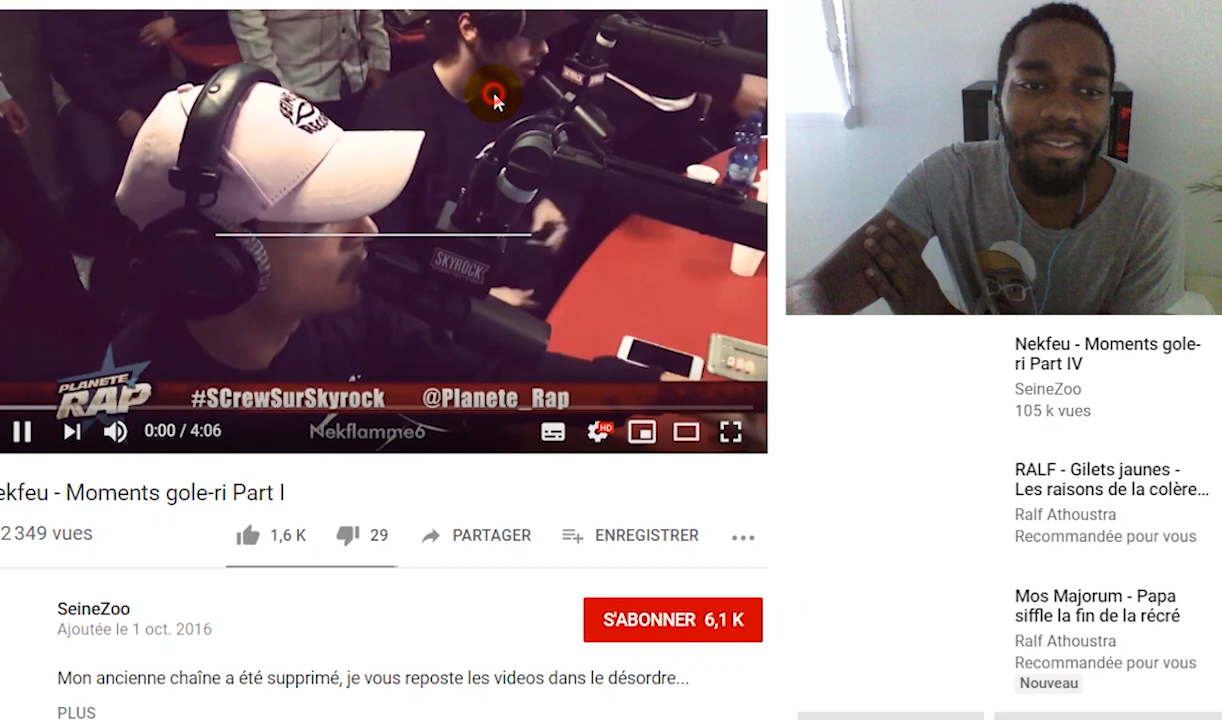 SKYROCK
PLANETE
RAP
#SCrewSurSkyrock
@Planete_Rap
0:00 / 4:06
Nekflamme6
HD
ekfeu - Moments gole-ri Part I
2 349 vues
1,6 K
29
PARTAGER
ENREGISTRER
SeineZoo
Ajoutée le 1 oct. 2016
S'ABONNER 6,1 K
Mon ancienne chaîne a été supprimé, je vous reposte les videos dans le désordre...
PLUS
Nekfeu - Moments gole-
ri Part IV
SeineZoo
105 k vues
RALF - Gilets jaunes -
Les raisons de la colère...
Ralf Athoustra
Recommandée pour vous
Mos Majorum - Papa
siffle la fin de la récré
Ralf Athoustra
Recommandée pour vous
Nouveau